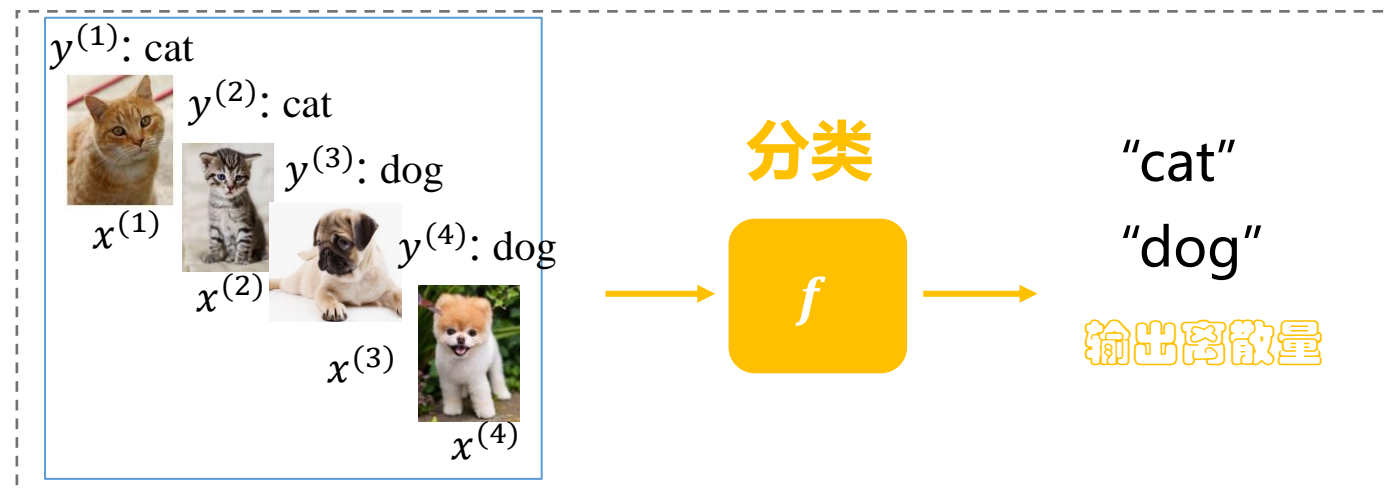 y⁽¹⁾: cat
y⁽²⁾: cat
x⁽¹⁾
y⁽³⁾: dog
x⁽²⁾
y⁽⁴⁾: dog
x⁽³⁾
x⁽⁴⁾
分类
f
“cat”
“dog”
输出离散量